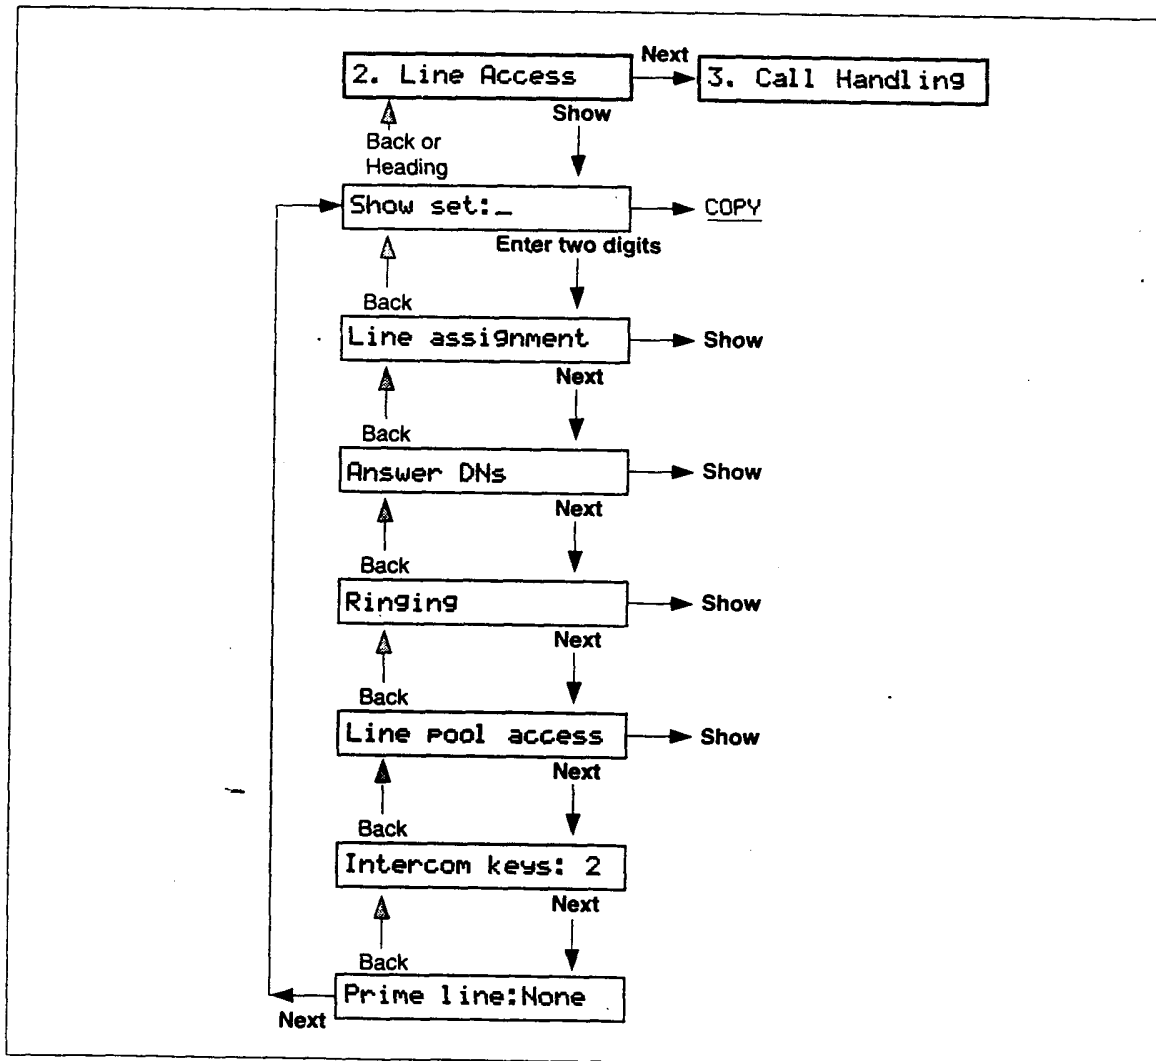 Next
2. Line Access
3. Call Handling
Show
Back or
Heading
Show set:_
COPY
Enter two digits
Back
Line assignment
Show
Next
Back
Answer DNs
Show
Next
Back
Ringing
Show
Next
Back
Line pool access
Show
Next
Back
Intercom keys: 2
Next
Back
Prime line:None
Next